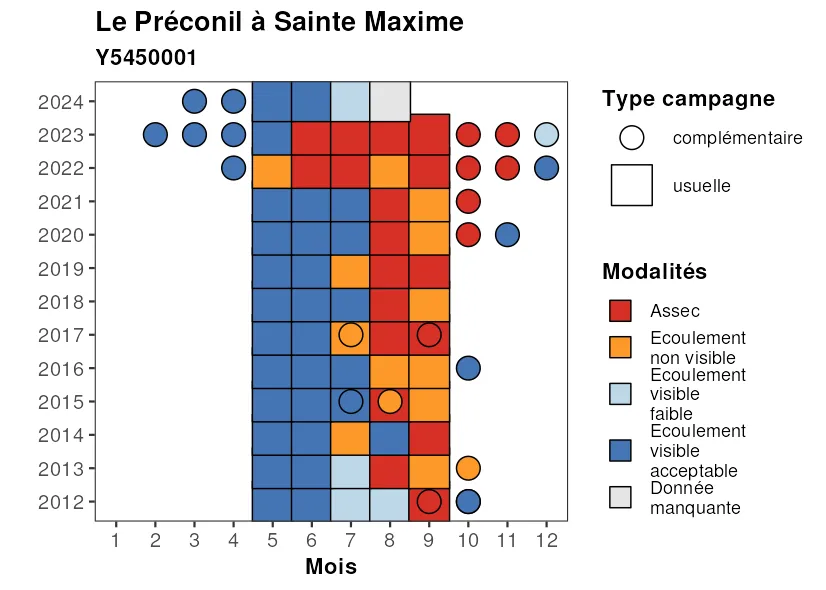 Le Préconil à Sainte Maxime
Y5450001
2024
2023
2022
2021
2020
2019
2018
2017
2016
2015
2014
2013
2012
1 2 3 4 5 6 7 8 9 10 11 12
Mois
Type campagne
complémentaire
usuelle
Modalités
Assec
Ecoulement
non visible
Ecoulement
visible
faible
Ecoulement
visible
acceptable
Donnée
manquante